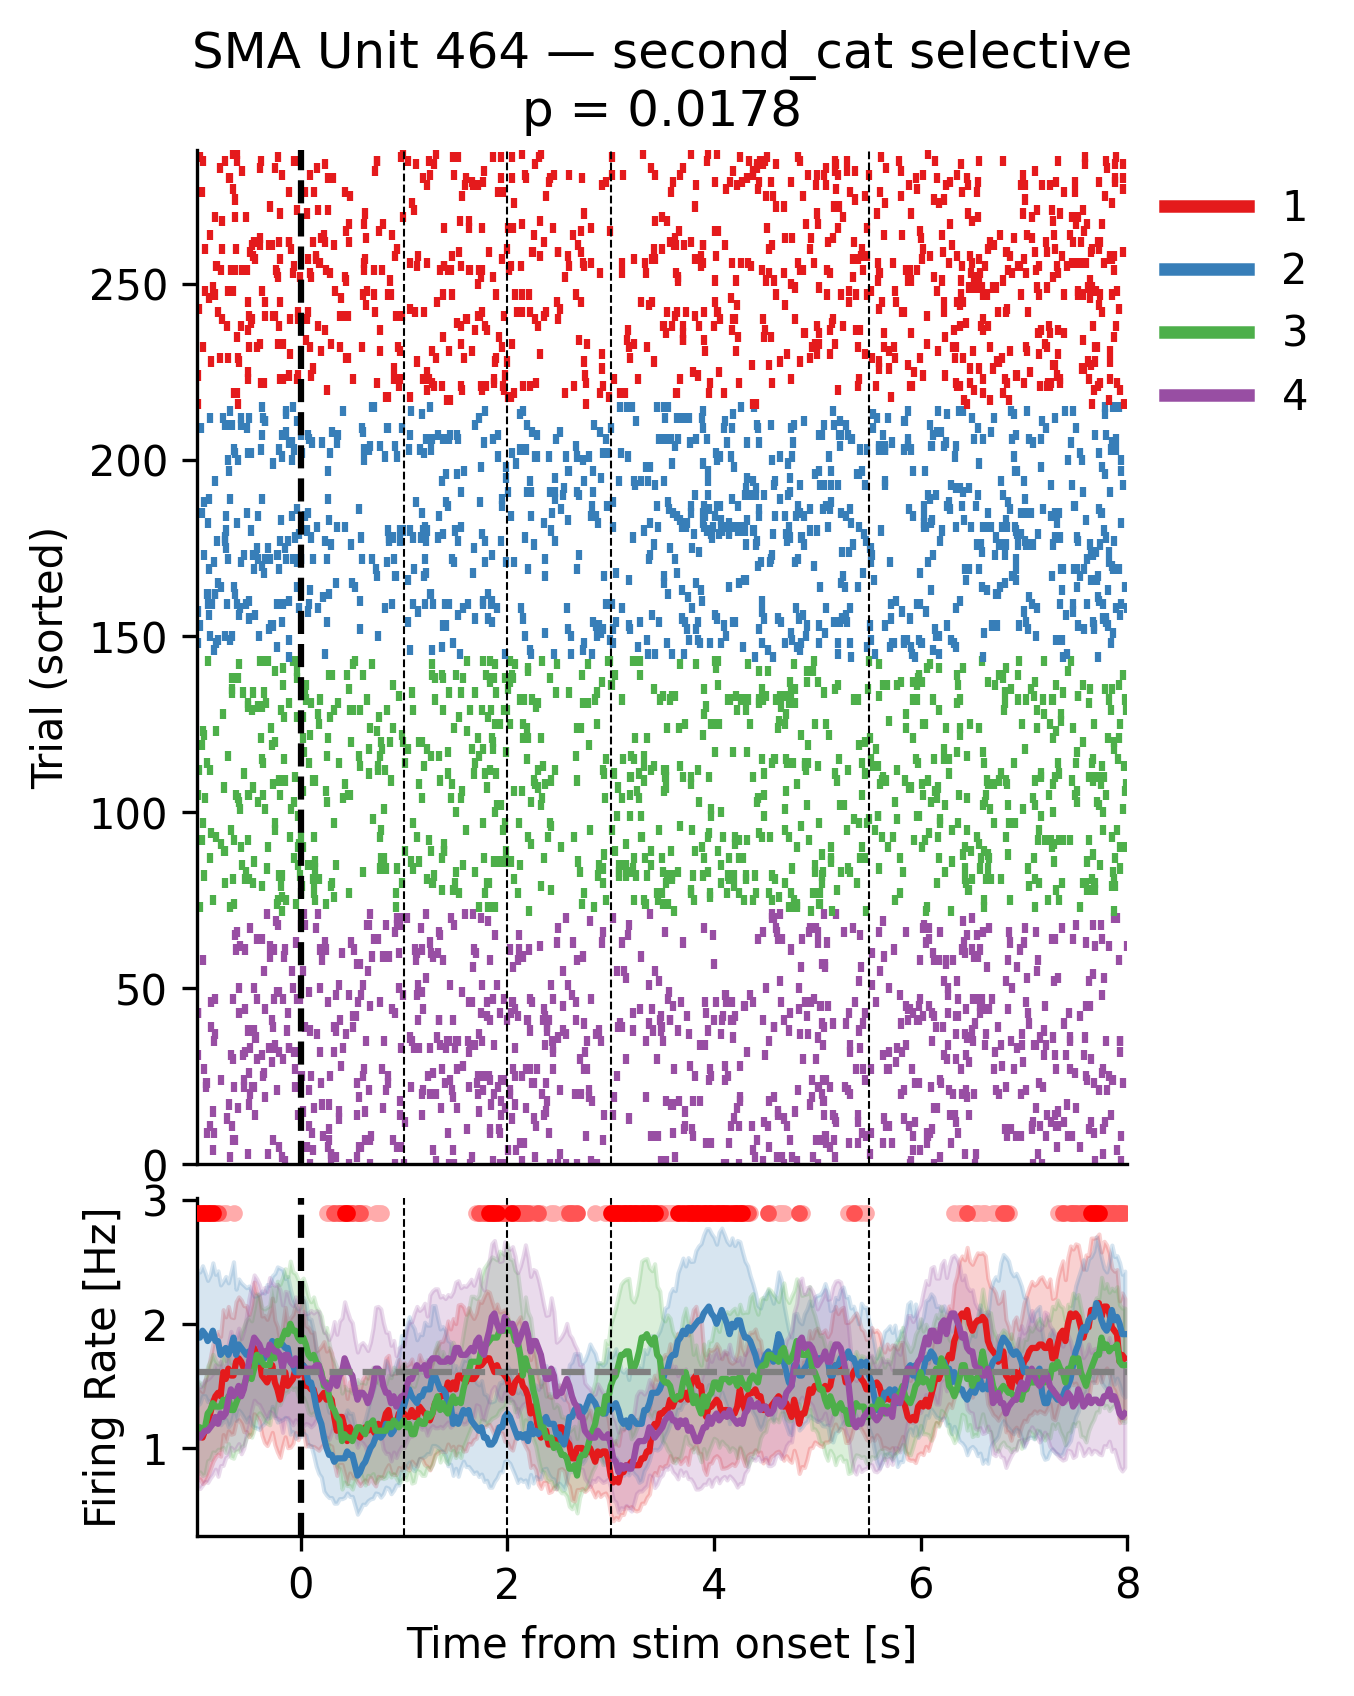 SMA Unit 464 — second_cat selective
p = 0.0178
1
2
3
4
250
200
150
100
50
0
Trial (sorted)
3
2
1
Firing Rate [Hz]
0 2 4 6 8
Time from stim onset [s]